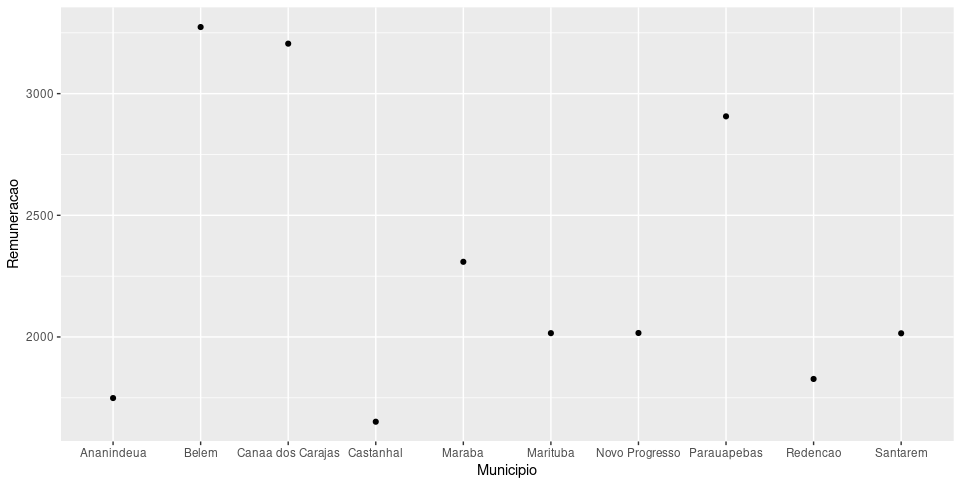 3000
2500
2000
Remuneracao
Ananindeua Belem Canaa dos Carajas Castanhal Maraba Marituba Novo Progresso Parauapebas Redencao Santarem
Municipio